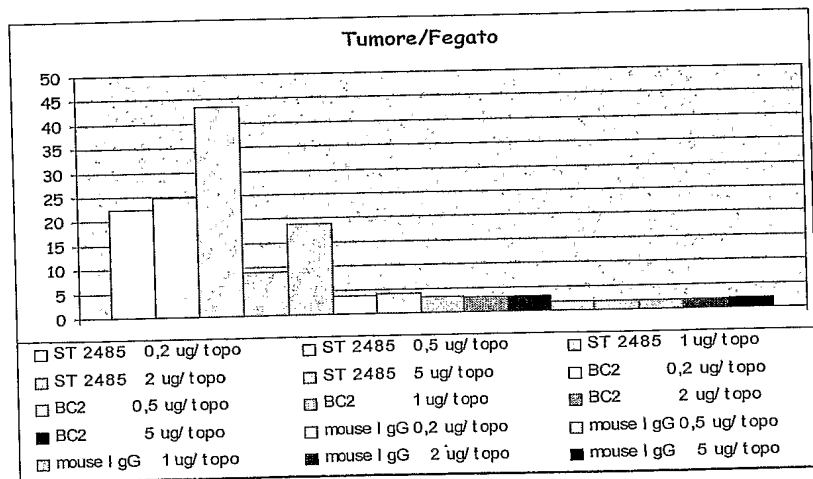 Tumore/Fegato
50
45
40
35
30
25
20
15
10
5
0
ST 2485 0,2 ug/topo
ST 2485 0,5 ug/topo
ST 2485 1 ug/topo
ST 2485 2 ug/topo
ST 2485 5 ug/topo
BC2 0,2 ug/topo
BC2 0,5 ug/topo
BC2 1 ug/topo
BC2 2 ug/topo
BC2 5 ug/topo
mouse IgG 0,2 ug/topo
mouse IgG 0,5 ug/topo
mouse IgG 1 ug/topo
mouse IgG 2 ug/topo
mouse IgG 5 ug/topo